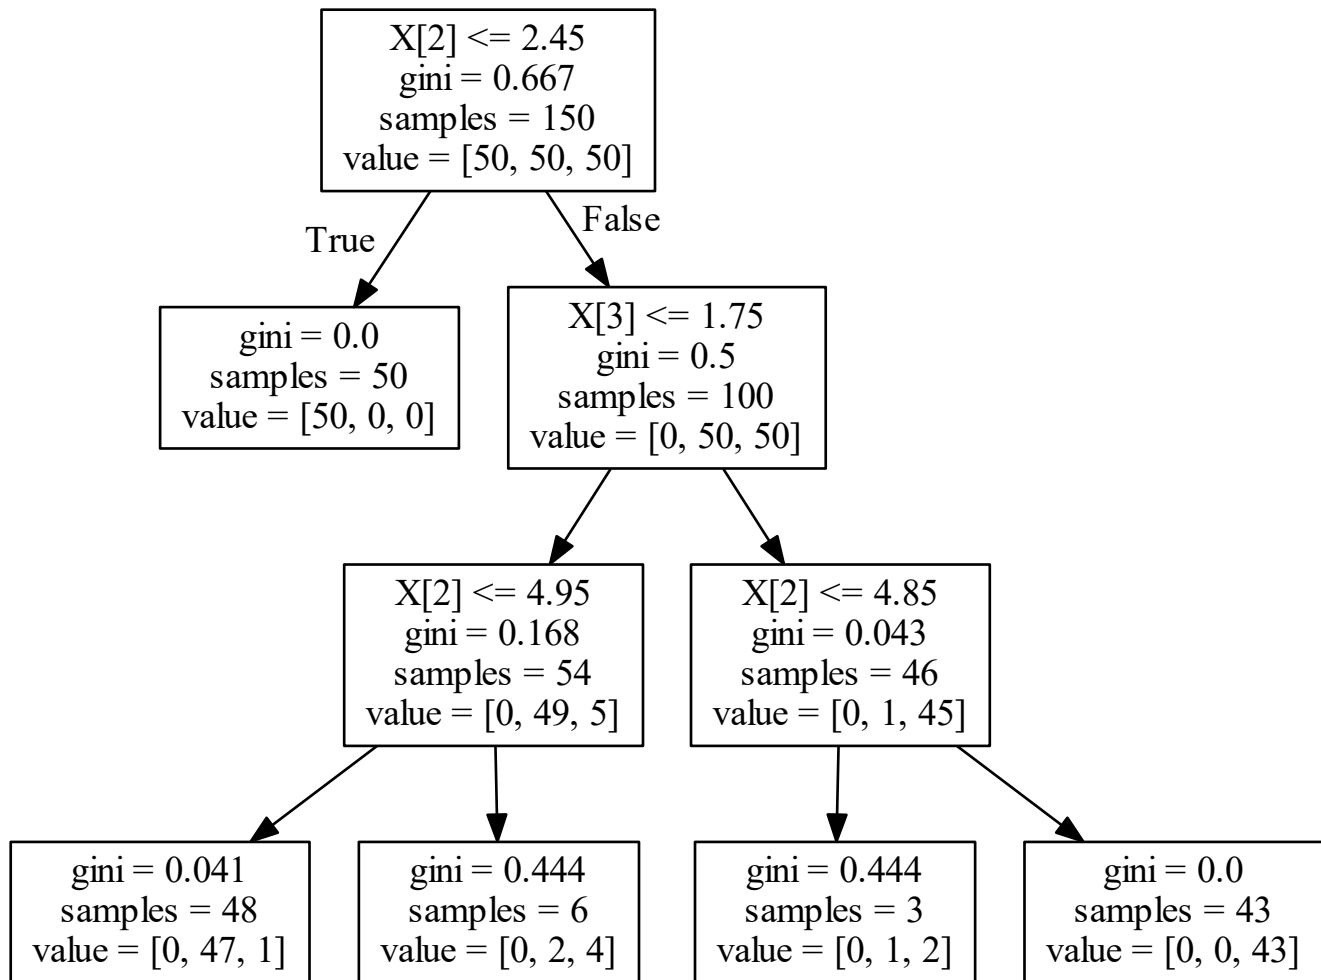 X[2] <= 2.45
gini = 0.667
samples = 150
value = [50, 50, 50]
True
False
gini = 0.0
samples = 50
value = [50, 0, 0]
X[3] <= 1.75
gini = 0.5
samples = 100
value = [0, 50, 50]
X[2] <= 4.95
gini = 0.168
samples = 54
value = [0, 49, 5]
X[2] <= 4.85
gini = 0.043
samples = 46
value = [0, 1, 45]
gini = 0.041
samples = 48
value = [0, 47, 1]
gini = 0.444
samples = 6
value = [0, 2, 4]
gini = 0.444
samples = 3
value = [0, 1, 2]
gini = 0.0
samples = 43
value = [0, 0, 43]